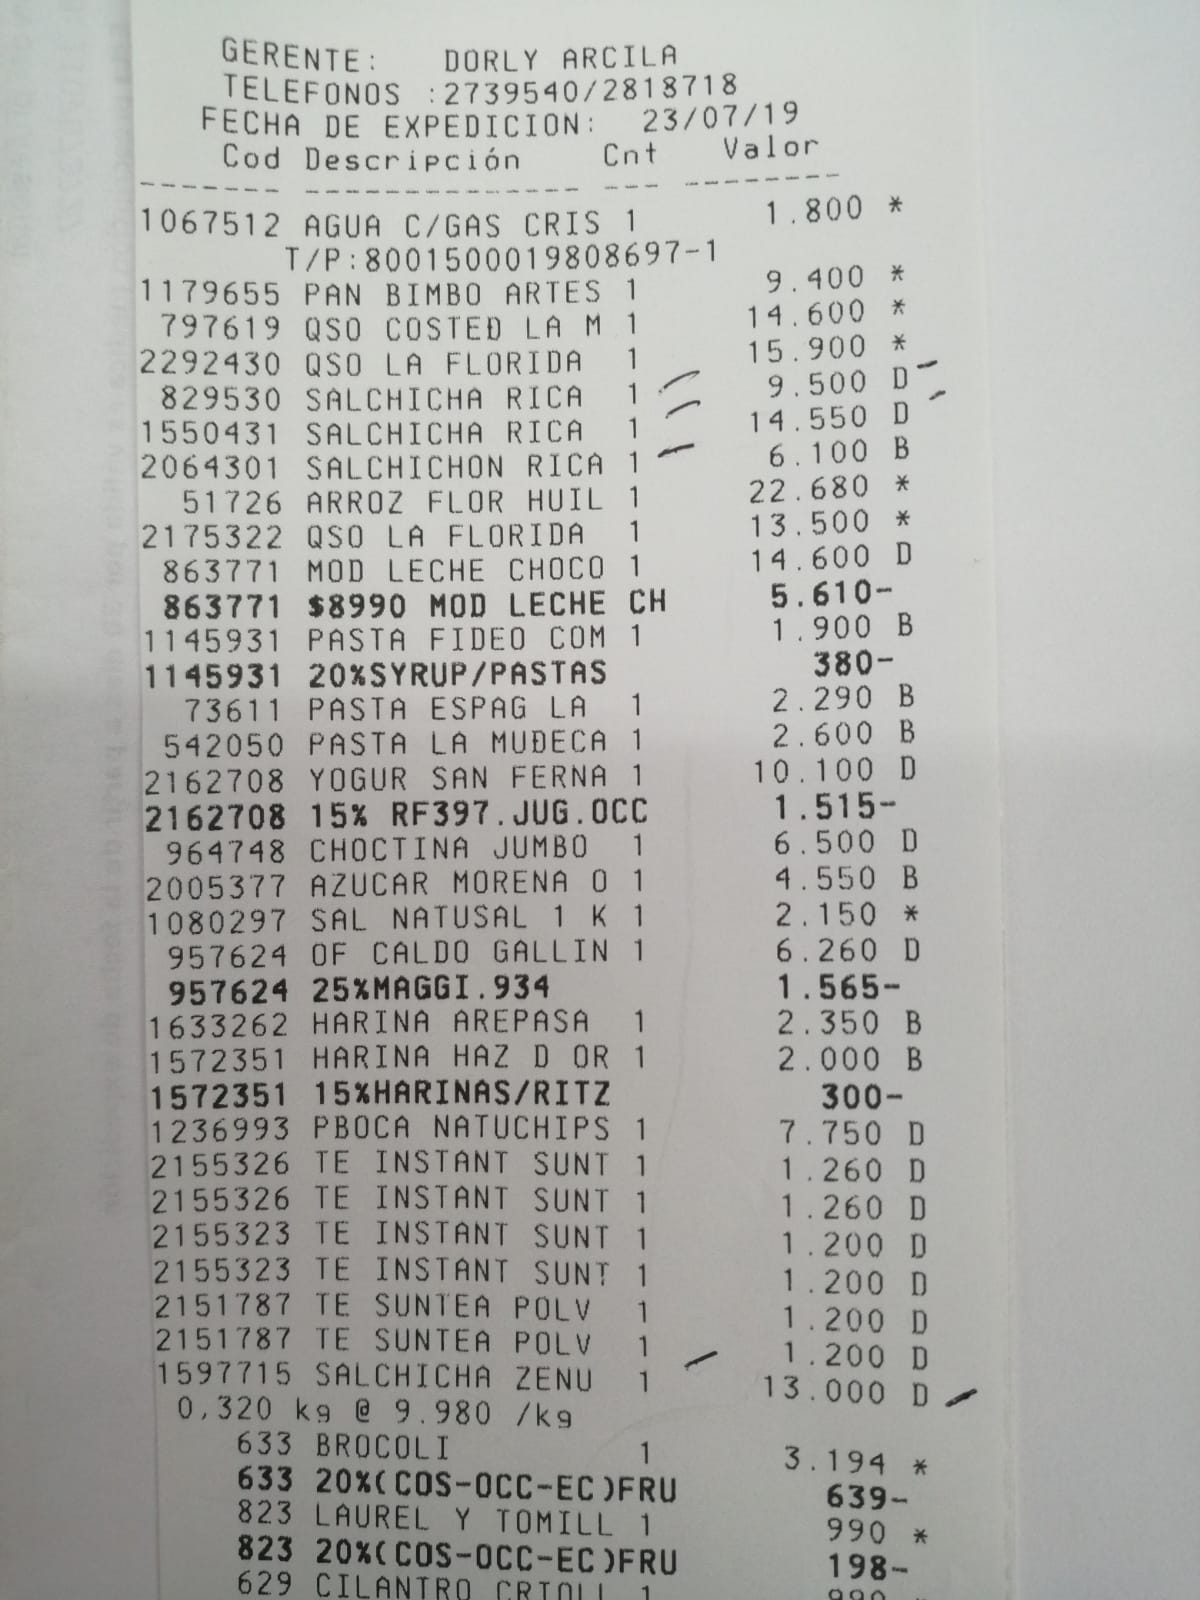 GERENTE: DORLY ARCILA
TELEFONOS :2739540/2818718
FECHA DE EXPEDICION: 23/07/19
Cod Descripción Cnt Valor
------- -------------- --- --------
1067512 AGUA C/GAS CRIS 1 1.800 *
T/P:8001500019808697-1
1179655 PAN BIMBO ARTES 1 9.400 *
797619 QSO COSTEÐ LA M 1 14.600 *
2292430 QSO LA FLORIDA 1 15.900 *
829530 SALCHICHA RICA 1 9.500 D
1550431 SALCHICHA RICA 1 14.550 D
2064301 SALCHICHON RICA 1 6.100 B
51726 ARROZ FLOR HUIL 1 22.680 *
2175322 QSO LA FLORIDA 1 13.500 *
863771 MOD LECHE CHOCO 1 14.600 D
863771 $8990 MOD LECHE CH 5.610-
1145931 PASTA FIDEO COM 1 1.900 B
1145931 20%SYRUP/PASTAS 380-
73611 PASTA ESPAG LA 1 2.290 B
542050 PASTA LA MUÐECA 1 2.600 B
2162708 YOGUR SAN FERNA 1 10.100 D
2162708 15% RF397.JUG.OCC 1.515-
964748 CHOCTINA JUMBO 1 6.500 D
2005377 AZUCAR MORENA O 1 4.550 B
1080297 SAL NATUSAL 1 K 1 2.150 *
957624 OF CALDO GALLIN 1 6.260 D
957624 25%MAGGI.934 1.565-
1633262 HARINA AREPASA 1 2.350 B
1572351 HARINA HAZ D OR 1 2.000 B
1572351 15%HARINAS/RITZ 300-
1236993 PBOCA NATUCHIPS 1 7.750 D
2155326 TE INSTANT SUNT 1 1.260 D
2155326 TE INSTANT SUNT 1 1.260 D
2155323 TE INSTANT SUNT 1 1.200 D
2155323 TE INSTANT SUNT 1 1.200 D
2151787 TE SUNTEA POLV 1 1.200 D
2151787 TE SUNTEA POLV 1 1.200 D
1597715 SALCHICHA ZENU 1 13.000 D
0,320 kg @ 9.980 /kg
633 BROCOLI 1 3.194 *
633 20%(COS-OCC-EC)FRU 639-
823 LAUREL Y TOMILL 1 990 *
823 20%(COS-OCC-EC)FRU 198-
629 CILANTRO CRIOLL 1 990